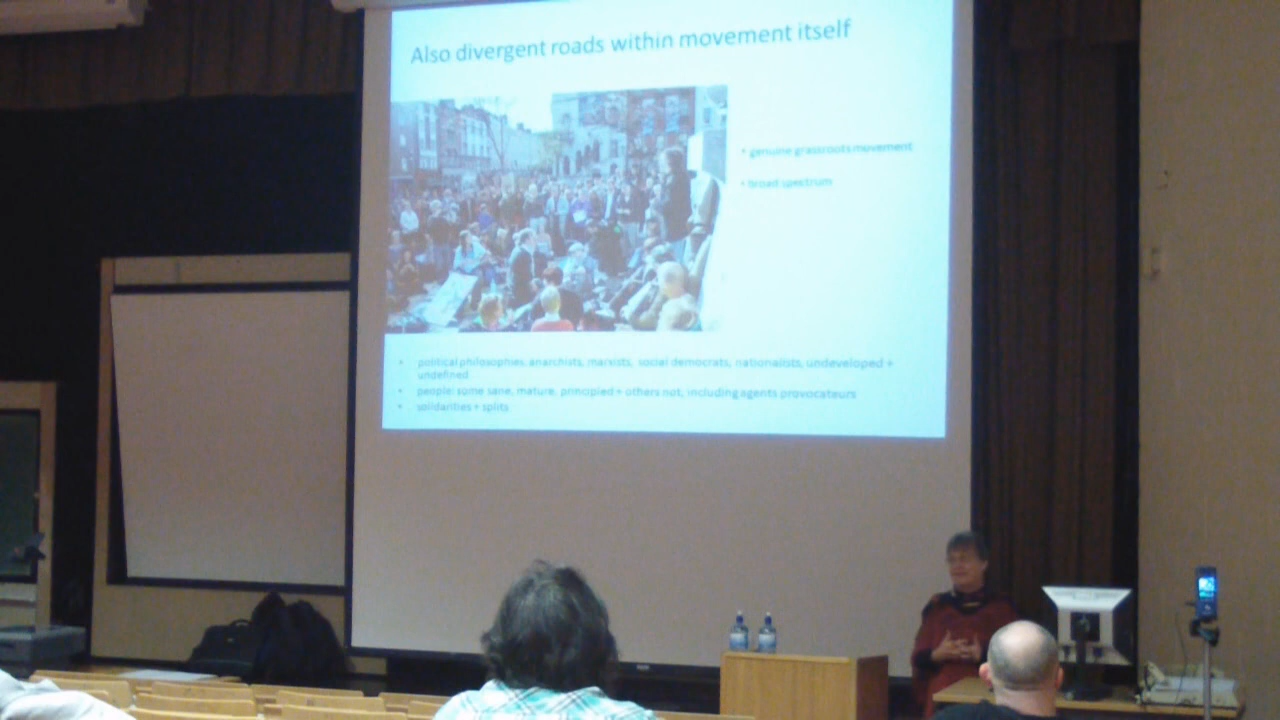 Also divergent roads within movement itself
• genuine grassroots movement
• broad spectrum
• political philosophies: anarchists, marxists, social democrats, nationalists, undeveloped +
undefined
• people: some sane, mature, principled + others not, including agents provocateurs
• solidarities + splits